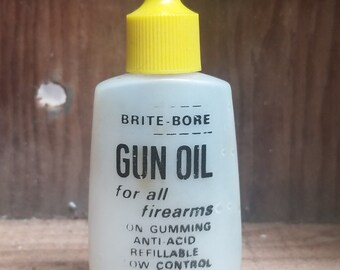 BRITE-BORE
GUN OIL
for all
firearms
ON GUMMING
ANTI-ACID
REFILLABLE
OW CONTROL